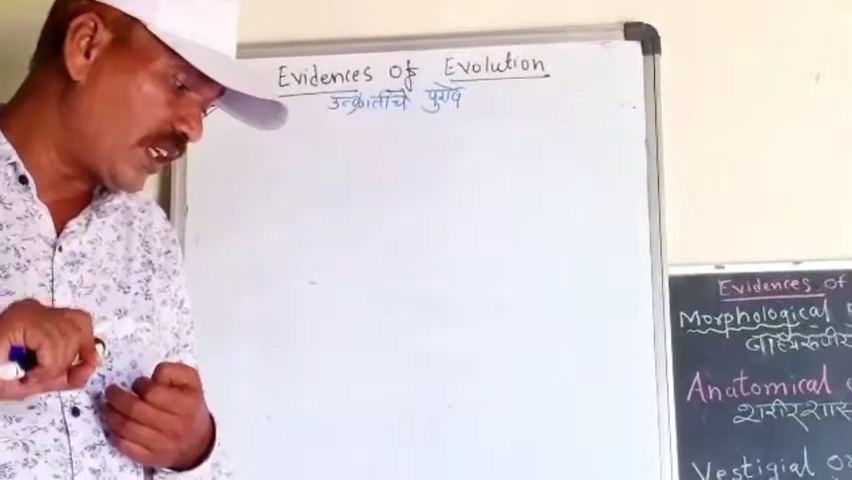 Evidences of Evolution
उत्क्रांतीचे पुरावे
Evidences of
Morphological
Anatomical
Vestigial